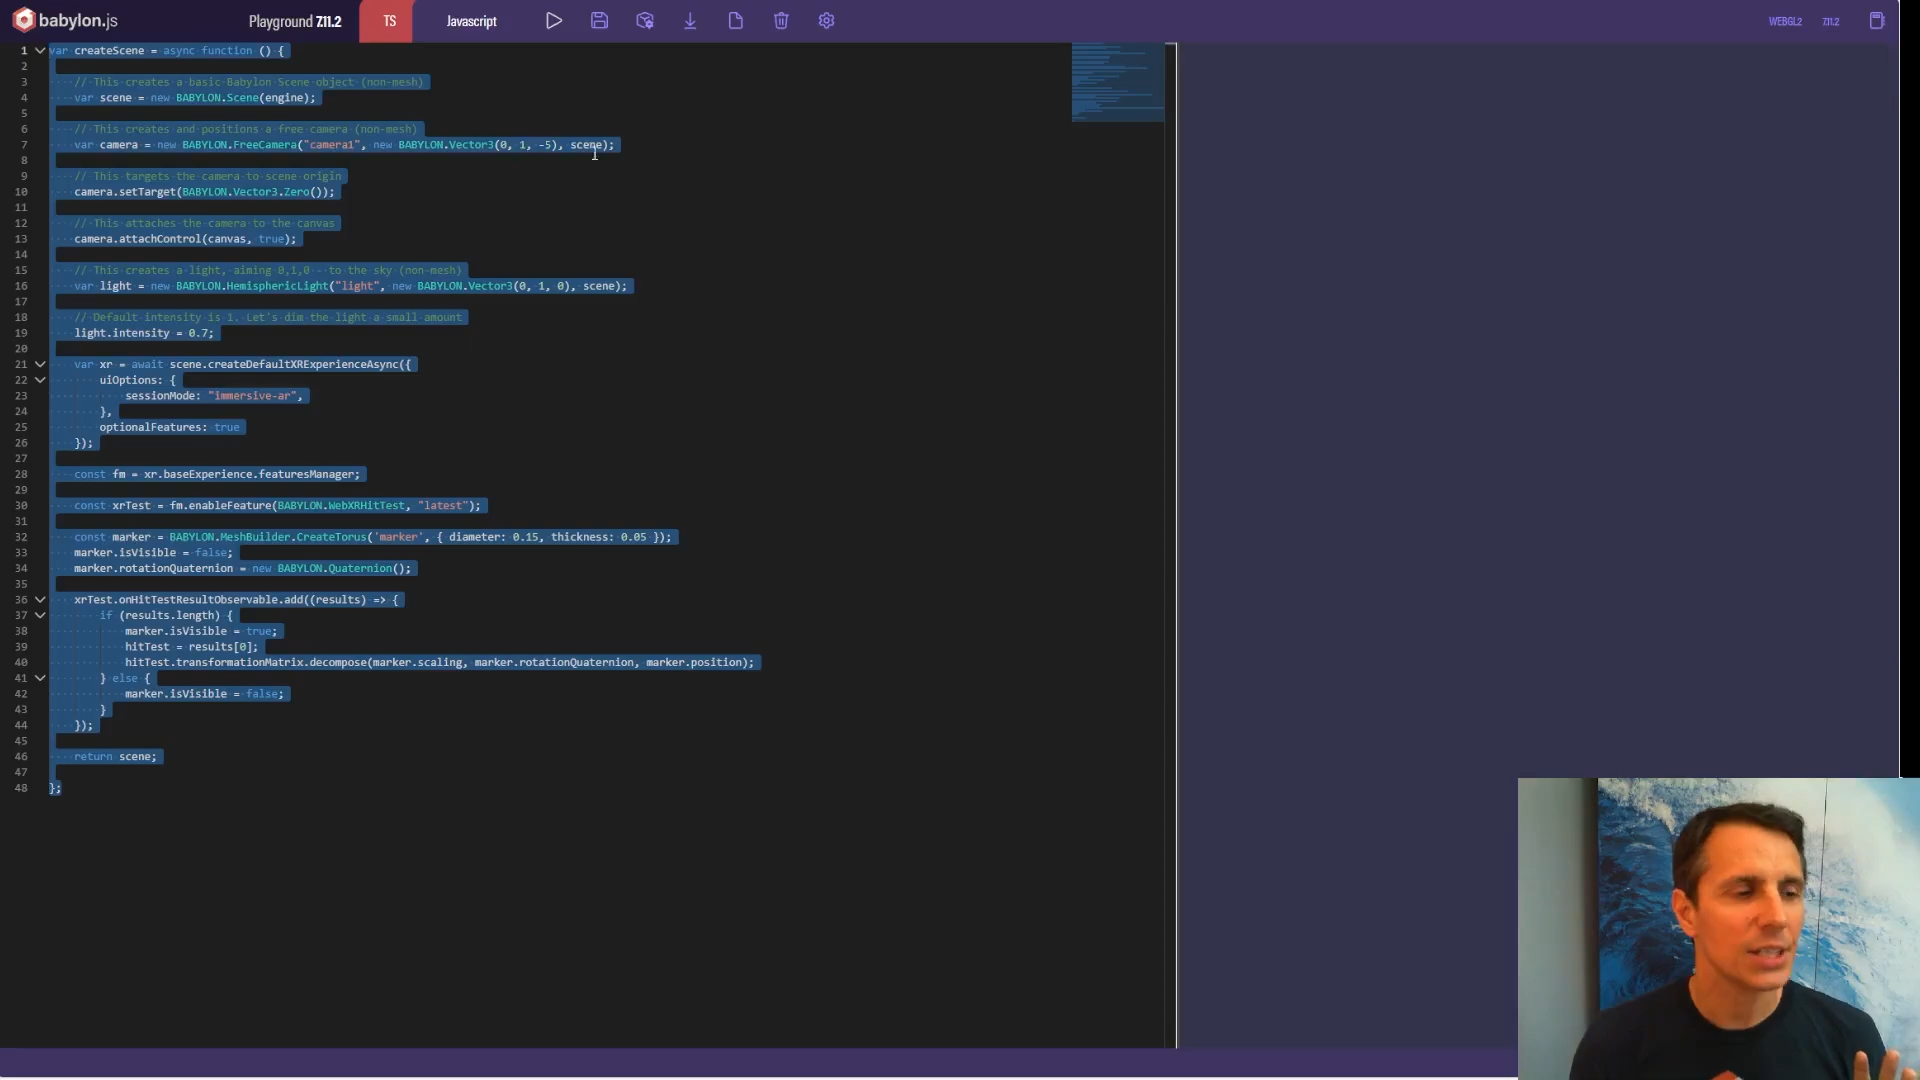 babylon.js
Playground 7.11.2
TS
Javascript
WEBGL2
7.11.2
1 var createScene = async function () {
2
3 // This creates a basic Babylon Scene object (non-mesh)
4 var scene = new BABYLON.Scene(engine);
5
6 // This creates and positions a free camera (non-mesh)
7 var camera = new BABYLON.FreeCamera("camera1", new BABYLON.Vector3(0, 1, -5), scene);
8
9 // This targets the camera to scene origin
10 camera.setTarget(BABYLON.Vector3.Zero());
11
12 // This attaches the camera to the canvas
13 camera.attachControl(canvas, true);
14
15 // This creates a light, aiming 0,1,0 - to the sky (non-mesh)
16 var light = new BABYLON.HemisphericLight("light", new BABYLON.Vector3(0, 1, 0), scene);
17
18 // Default intensity is 1. Let's dim the light a small amount
19 light.intensity = 0.7;
20
21 var xr = await scene.createDefaultXRExperienceAsync({
22 uiOptions: {
23 sessionMode: "immersive-ar",
24 },
25 optionalFeatures: true
26 });
27
28 const fm = xr.baseExperience.featuresManager;
29
30 const xrTest = fm.enableFeature(BABYLON.WebXRHitTest, "latest");
31
32 const marker = BABYLON.MeshBuilder.CreateTorus('marker', { diameter: 0.15, thickness: 0.05 });
33 marker.isVisible = false;
34 marker.rotationQuaternion = new BABYLON.Quaternion();
35
36 xrTest.onHitTestResultObservable.add((results) => {
37 if (results.length) {
38 marker.isVisible = true;
39 hitTest = results[0];
40 hitTest.transformationMatrix.decompose(marker.scaling, marker.rotationQuaternion, marker.position);
41 } else {
42 marker.isVisible = false;
43 }
44 });
45
46 return scene;
47
48 };